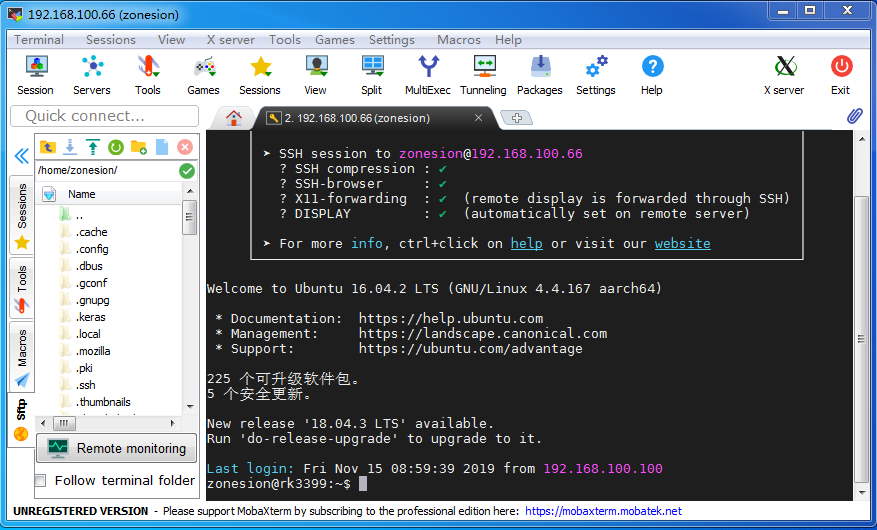 192.168.100.66 (zonesion)
Terminal Sessions View X server Tools Games Settings Macros Help
Session Servers Tools Games Sessions View Split MultiExec Tunneling Packages Settings Help X server Exit
Quick connect...
2. 192.168.100.66 (zonesion)
/home/zonesion/
Name
..
.cache
.config
.dbus
.gconf
.gnupg
.keras
.local
.mozilla
.pki
.ssh
.thumbnails
Sessions
Tools
Macros
Sftp
Remote monitoring
Follow terminal folder
➤ SSH session to zonesion@192.168.100.66
? SSH compression : ✔
? SSH-browser : ✔
? X11-forwarding : ✔ (remote display is forwarded through SSH)
? DISPLAY : ✔ (automatically set on remote server)
➤ For more info, ctrl+click on help or visit our website
Welcome to Ubuntu 16.04.2 LTS (GNU/Linux 4.4.167 aarch64)
* Documentation: https://help.ubuntu.com
* Management: https://landscape.canonical.com
* Support: https://ubuntu.com/advantage
225 个可升级软件包。
5 个安全更新。
New release '18.04.3 LTS' available.
Run 'do-release-upgrade' to upgrade to it.
Last login: Fri Nov 15 08:59:39 2019 from 192.168.100.100
zonesion@rk3399:~$
UNREGISTERED VERSION - Please support MobaXterm by subscribing to the professional edition here: https://mobaxterm.mobatek.net